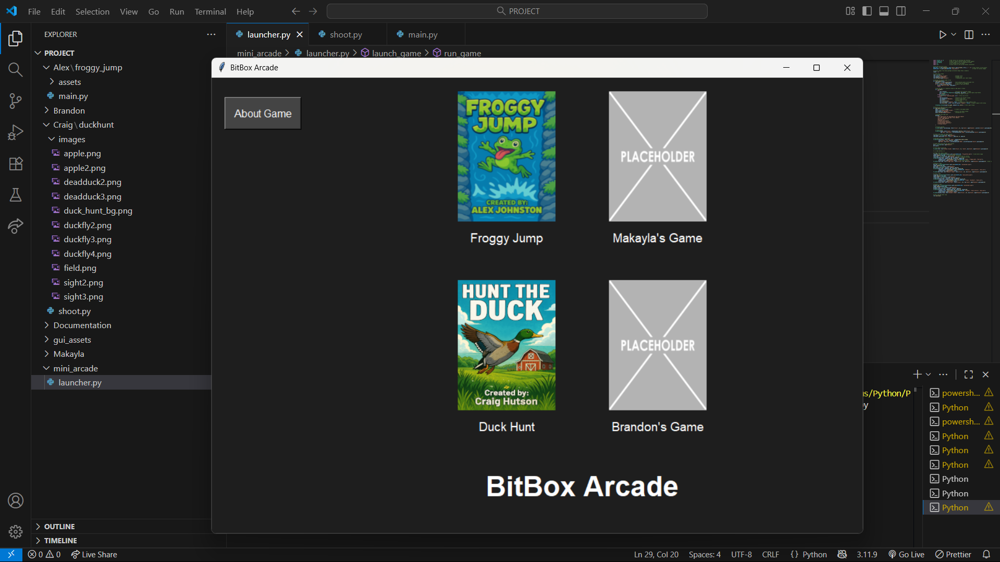 File Edit Selection View Go Run Terminal Help
PROJECT
EXPLORER
PROJECT
Alex\froggy_jump
assets
main.py
Brandon
Craig\duckhunt
images
apple.png
apple2.png
deadduck2.png
deadduck3.png
duck_hunt_bg.png
duckfly2.png
duckfly3.png
duckfly4.png
field.png
sight2.png
sight3.png
shoot.py
Documentation
gui_assets
Makayla
mini_arcade
launcher.py
OUTLINE
TIMELINE
launcher.py shoot.py main.py
mini_arcade > launcher.py > launch_game > run_game
BitBox Arcade
About Game
FROGGY
JUMP
CREATED BY:
ALEX JOHNSTON
Froggy Jump
PLACEHOLDER
Makayla's Game
HUNT THE
DUCK
Created by:
Craig Hutson
Duck Hunt
PLACEHOLDER
Brandon's Game
BitBox Arcade
s/Python/P
powersh...
Python
powersh...
Python
Python
Python
Python
Python
Python
0 0 Live Share Ln 29, Col 20 Spaces: 4 UTF-8 CRLF {} Python 3.11.9 Go Live Prettier